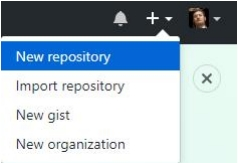 New repository
Import repository
New gist
New organization